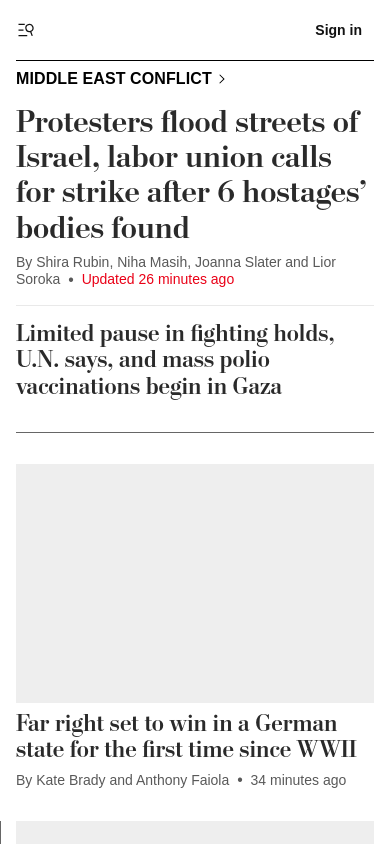 Sign in
MIDDLE EAST CONFLICT
Protesters flood streets of
Israel, labor union calls
for strike after 6 hostages’
bodies found
By Shira Rubin, Niha Masih, Joanna Slater and Lior
Soroka • Updated 26 minutes ago
Limited pause in fighting holds,
U.N. says, and mass polio
vaccinations begin in Gaza
Far right set to win in a German
state for the first time since WWII
By Kate Brady and Anthony Faiola • 34 minutes ago